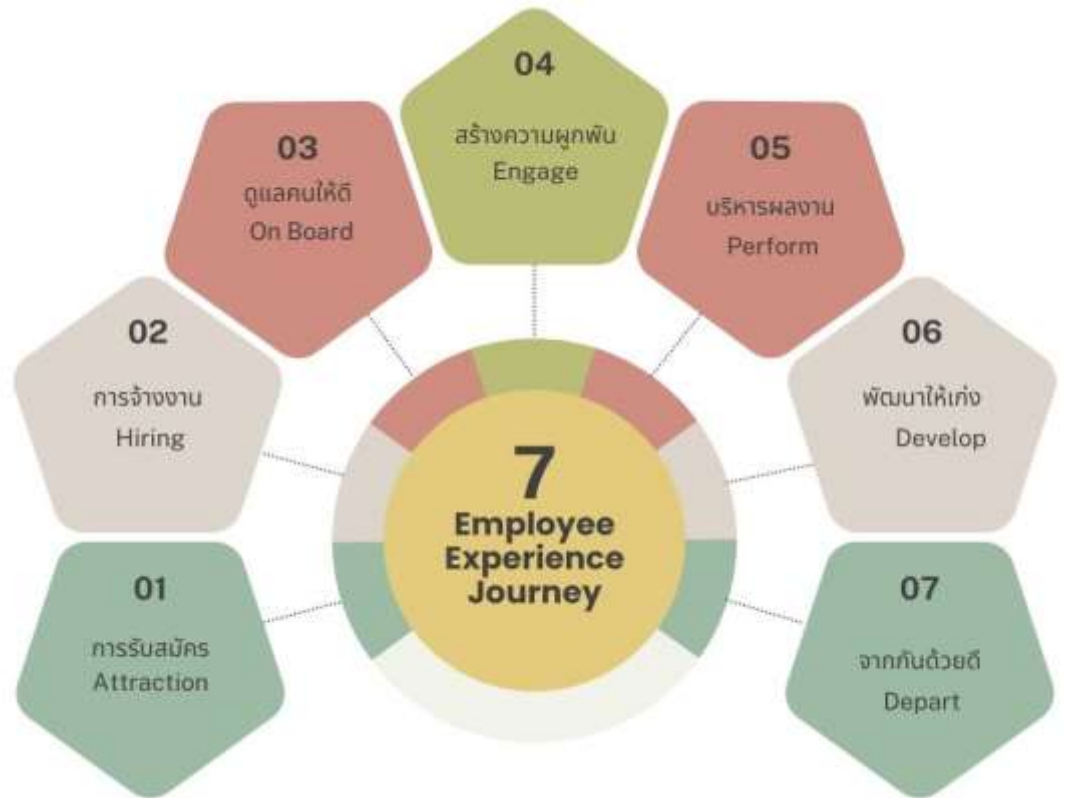 04
สร้างความผูกพัน
Engage
03
ดูแลคนให้ดี
On Board
05
บริหารผลงาน
Perform
02
การจ้างงาน
Hiring
06
พัฒนาให้เก่ง
Develop
7
Employee
Experience
Journey
01
การรับสมัคร
Attraction
07
จากกันด้วยดี
Depart